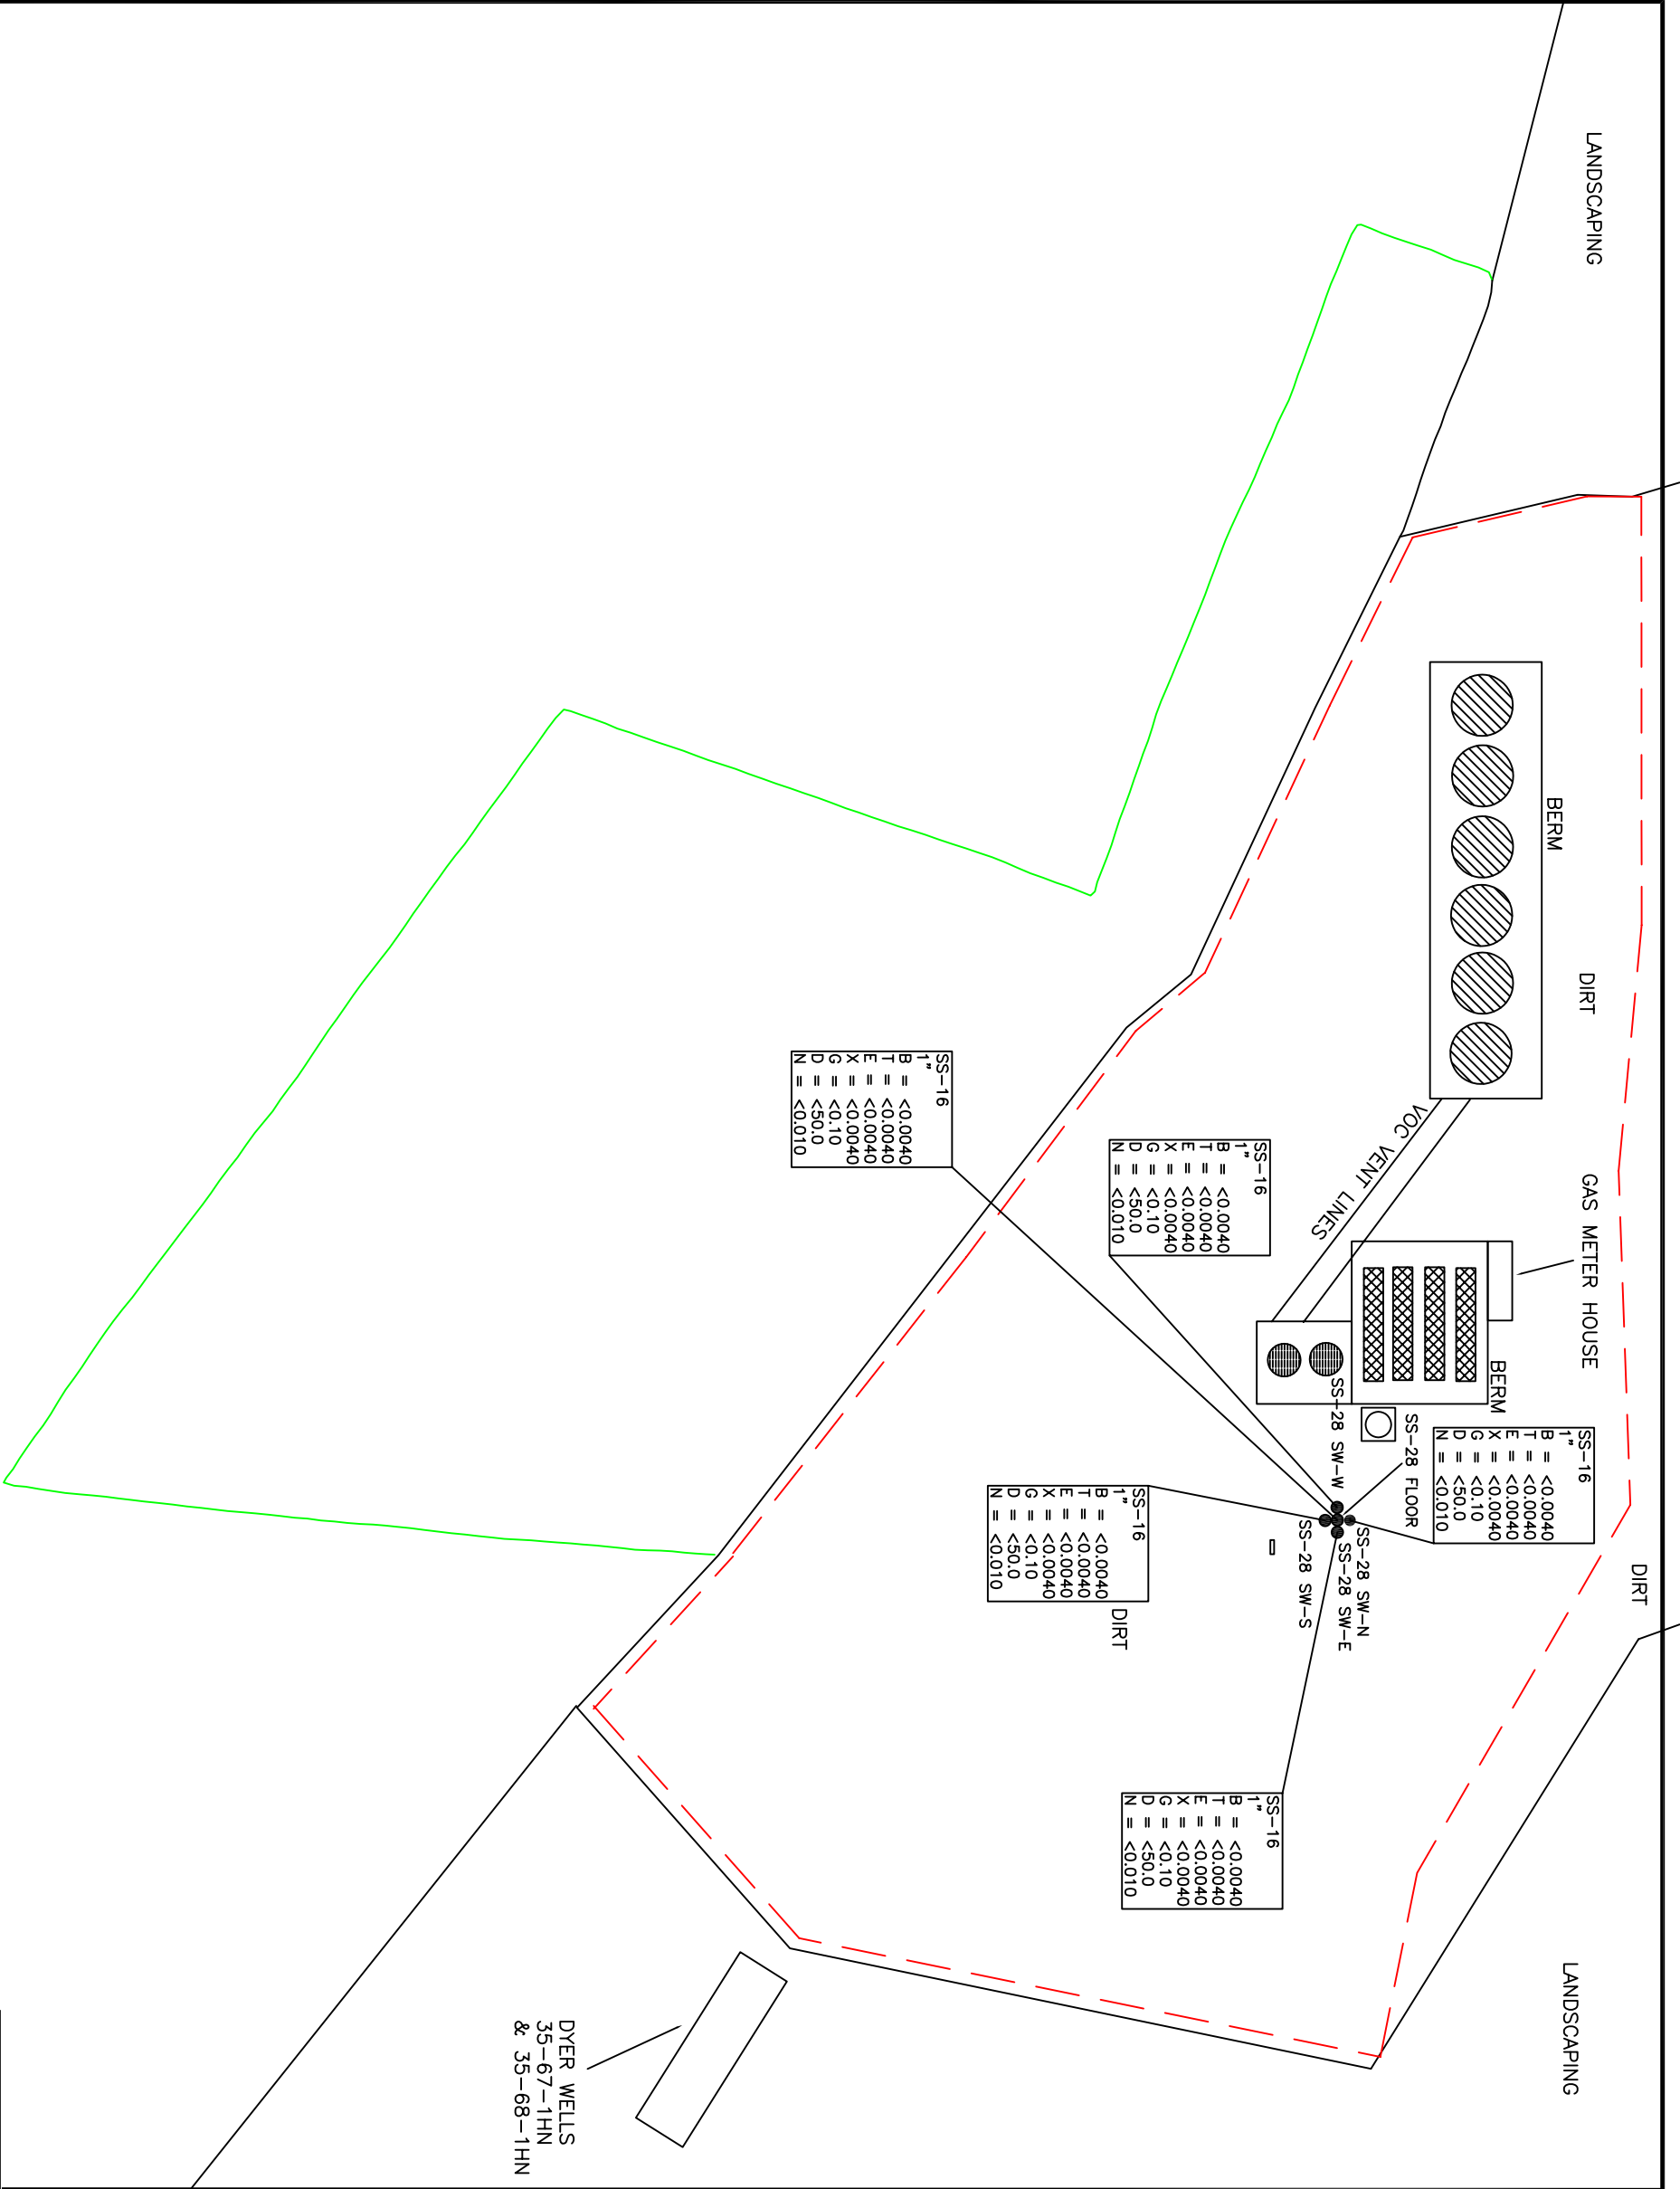 LANDSCAPING
BERM
DIRT
GAS METER HOUSE
VOC VENT LINES
BERM
DIRT
LANDSCAPING
SS-16
1"
B = <0.0040
T = <0.0040
E = <0.0040
X = <0.0040
G = <0.10
D = <50.0
N = <0.010
SS-28 FLOOR
SS-28 SW-W
SS-28 SW-N
SS-28 SW-E
SS-28 SW-S
SS-16
1"
B = <0.0040
T = <0.0040
E = <0.0040
X = <0.0040
G = <0.10
D = <50.0
N = <0.010
SS-16
1"
B = <0.0040
T = <0.0040
E = <0.0040
X = <0.0040
G = <0.10
D = <50.0
N = <0.010
SS-16
1"
B = <0.0040
T = <0.0040
E = <0.0040
X = <0.0040
G = <0.10
D = <50.0
N = <0.010
DIRT
SS-16
1"
B = <0.0040
T = <0.0040
E = <0.0040
X = <0.0040
G = <0.10
D = <50.0
N = <0.010
DYER WELLS
35-67-1HN
& 35-68-1HN